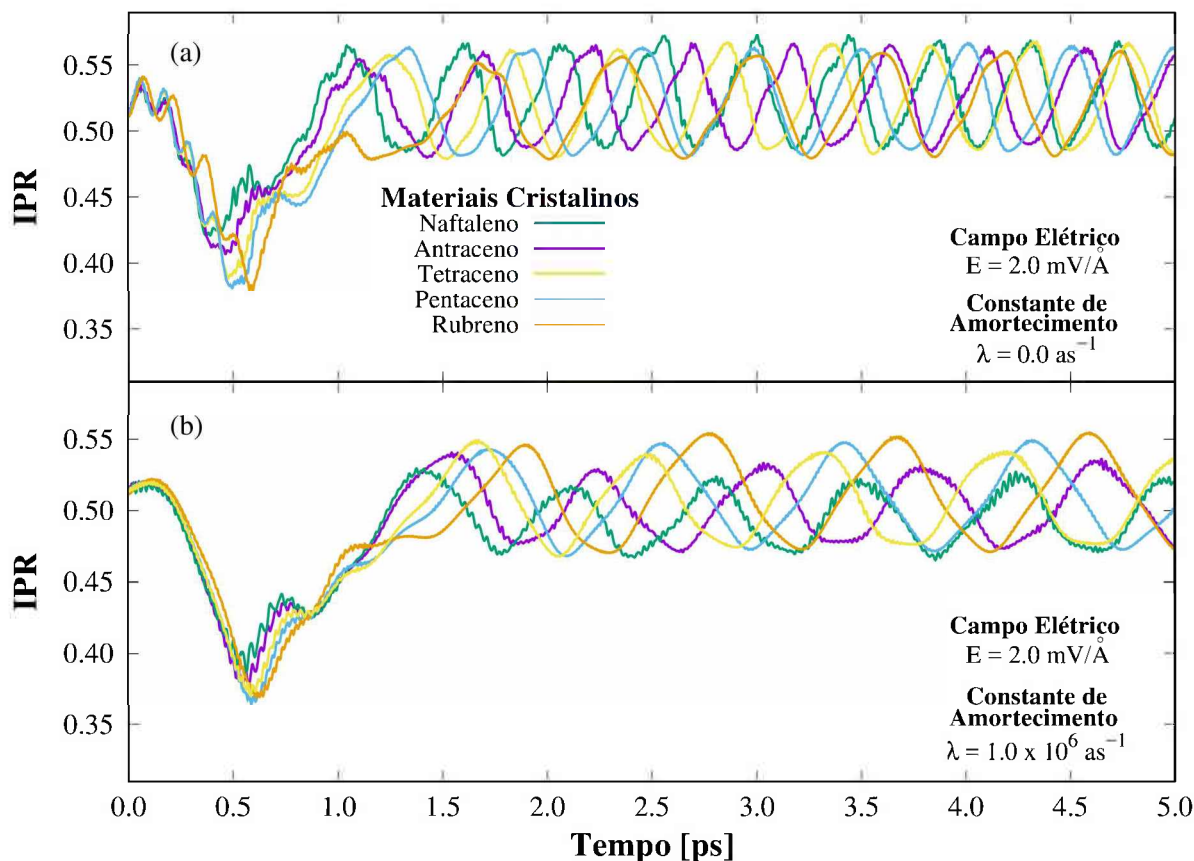 (a)
IPR
0.55
0.50
0.45
0.40
0.35
Materiais Cristalinos
Naftaleno
Antraceno
Tetraceno
Pentaceno
Rubreno
Campo Elétrico
E = 2.0 mV/Å
Constante de
Amortecimento
λ = 0.0 as⁻¹
(b)
IPR
0.55
0.50
0.45
0.40
0.35
Campo Elétrico
E = 2.0 mV/Å
Constante de
Amortecimento
λ = 1.0 x 10⁶ as⁻¹
0.0 0.5 1.0 1.5 2.0 2.5 3.0 3.5 4.0 4.5 5.0
Tempo [ps]